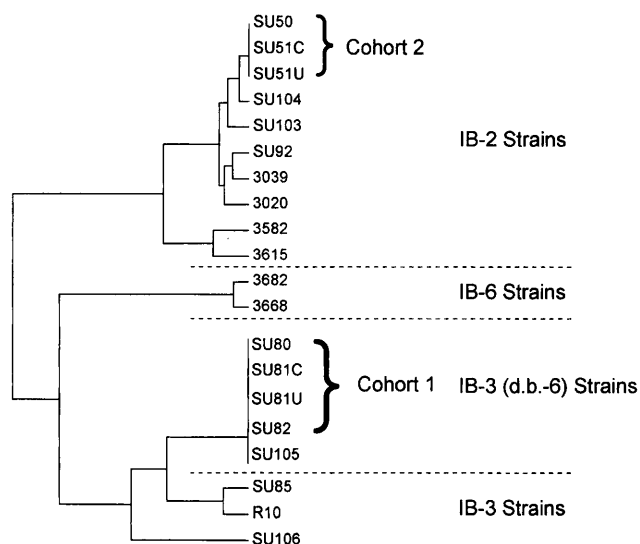 SU50
SU51C
Cohort 2
SU51U
SU104
SU103
IB-2 Strains
SU92
3039
3020
3582
3615
3682
IB-6 Strains
3668
SU80
SU81C
Cohort 1 IB-3 (d.b.-6) Strains
SU81U
SU82
SU105
SU85
IB-3 Strains
R10
SU106